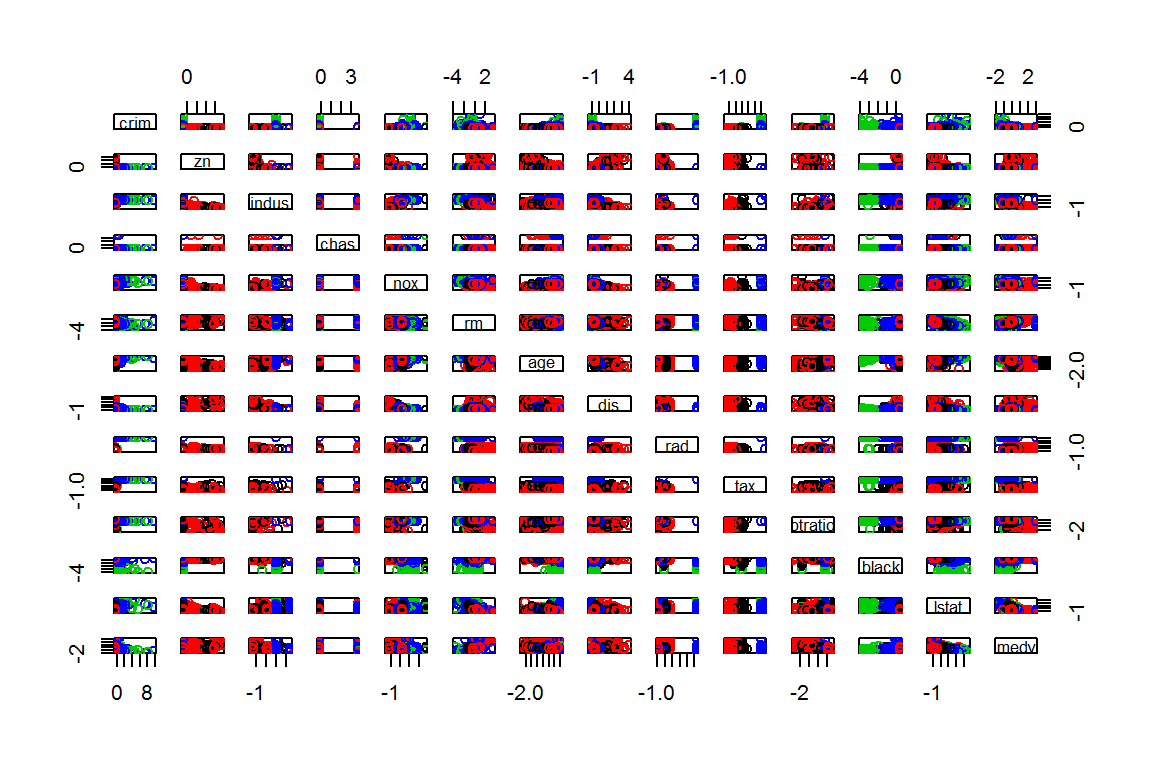 0 0 3 -4 2 -1 4 -1.0 -4 0 -2 2
crim 0
0 zn
indus -1
0 chas
nox -1
-4 rm
age -2.0
-1 dis
rad -1.0
-1.0 tax
ptratio -2
-4 black
lstat -1
-2 medv
0 8 -1 -1 -2.0 -1.0 -2 -1